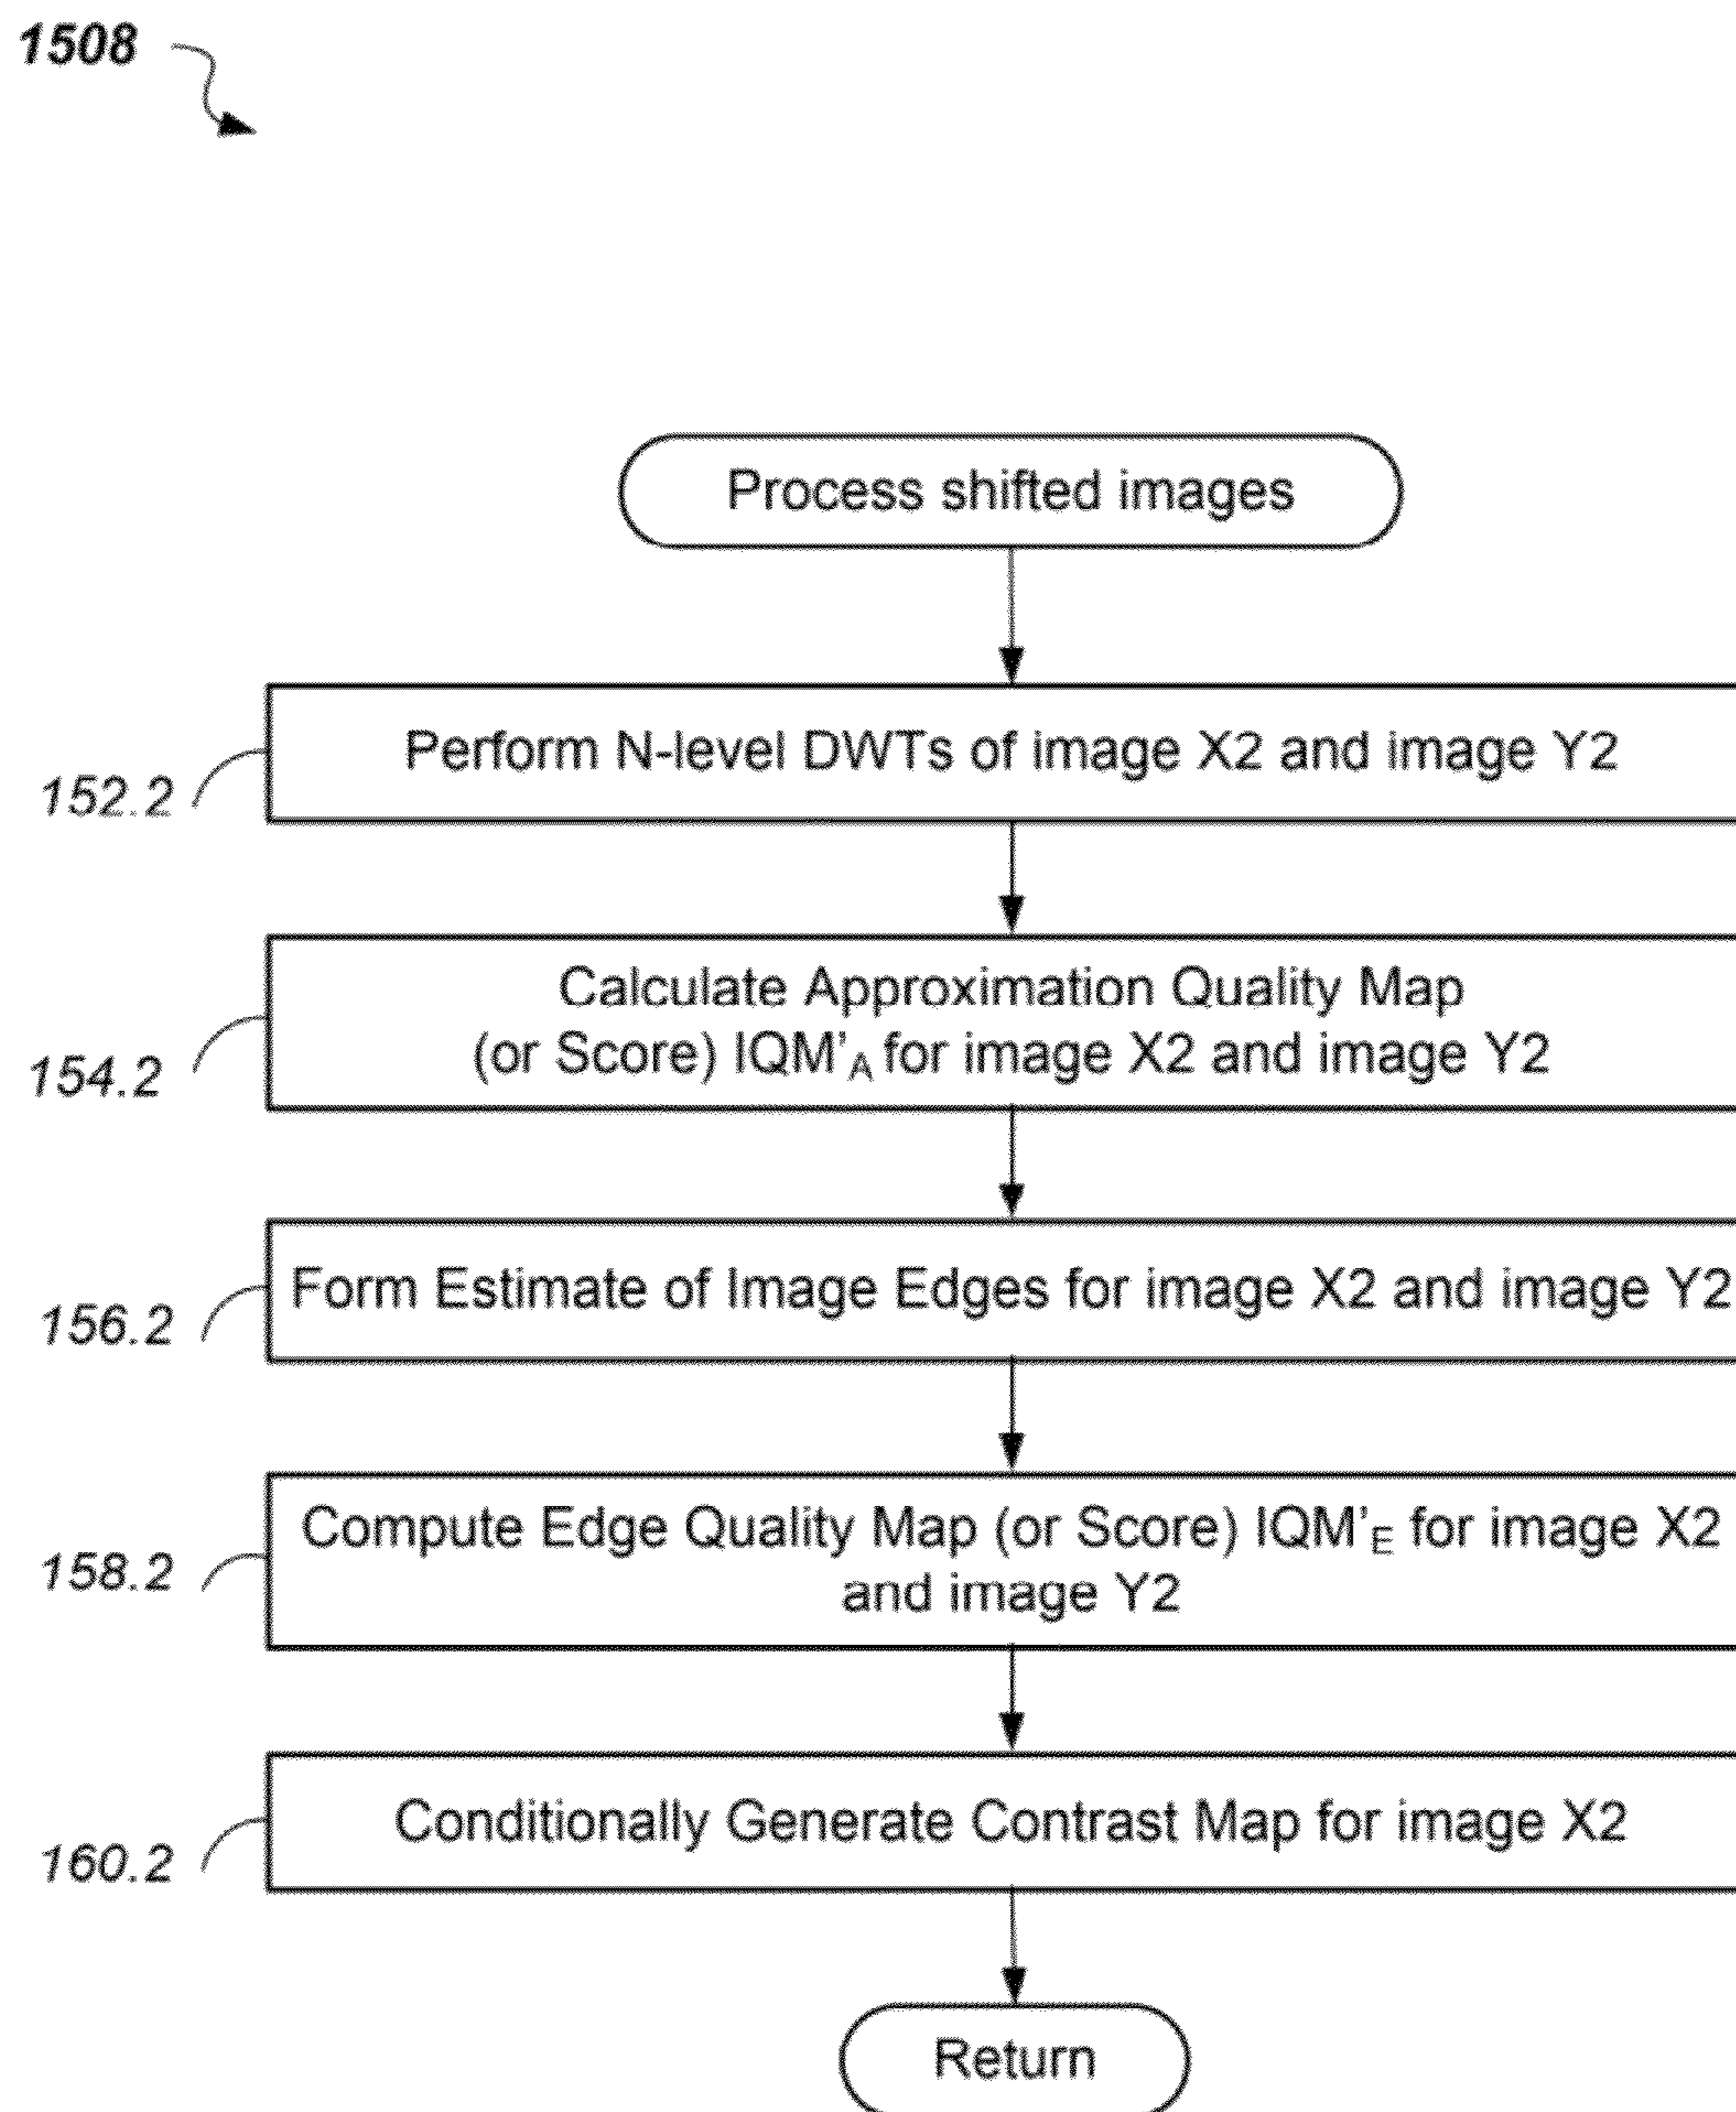 1508
Process shifted images
Perform N-level DWTs of image X2 and image Y2
152.2
Calculate Approximation Quality Map
(or Score) IQM'A for image X2 and image Y2
154.2
Form Estimate of Image Edges for image X2 and image Y2
156.2
Compute Edge Quality Map (or Score) IQM'E for image X2
and image Y2
158.2
Conditionally Generate Contrast Map for image X2
160.2
Return